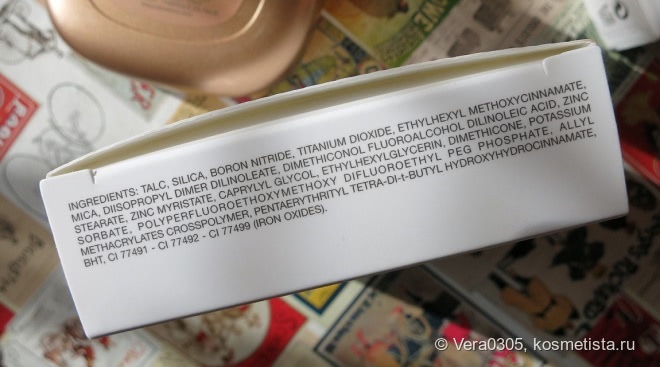 INGREDIENTS: TALC, SILICA, BORON NITRIDE, TITANIUM DIOXIDE, ETHYLHEXYL METHOXYCINNAMATE,
MICA, DIISOPROPYL DIMER DILINOLEATE, DIMETHICONOL FLUOROALCOHOL DILINOLEIC ACID, ZINC
STEARATE, ZINC MYRISTATE, CAPRYLYL GLYCOL, ETHYLHEXYLGLYCERIN, DIMETHICONE, POTASSIUM
SORBATE, POLYPERFLUOROETHOXYMETHOXY DIFLUOROETHYL PEG PHOSPHATE, ALLYL
METHACRYLATES CROSSPOLYMER, PENTAERYTHRITYL TETRA-DI-t-BUTYL HYDROXYHYDROCINNAMATE,
BHT, CI 77491 - CI 77492 - CI 77499 (IRON OXIDES).
© Vera0305, kosmetista.ru